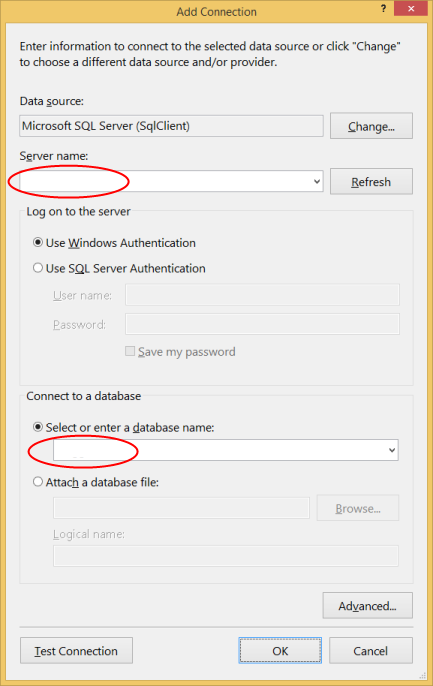 Add Connection
?
Enter information to connect to the selected data source or click "Change"
to choose a different data source and/or provider.
Data source:
Microsoft SQL Server (SqlClient)
Change...
Server name:
Refresh
Log on to the server
Use Windows Authentication
Use SQL Server Authentication
User name:
Password:
Save my password
Connect to a database
Select or enter a database name:
Attach a database file:
Browse...
Logical name:
Advanced...
Test Connection
OK
Cancel